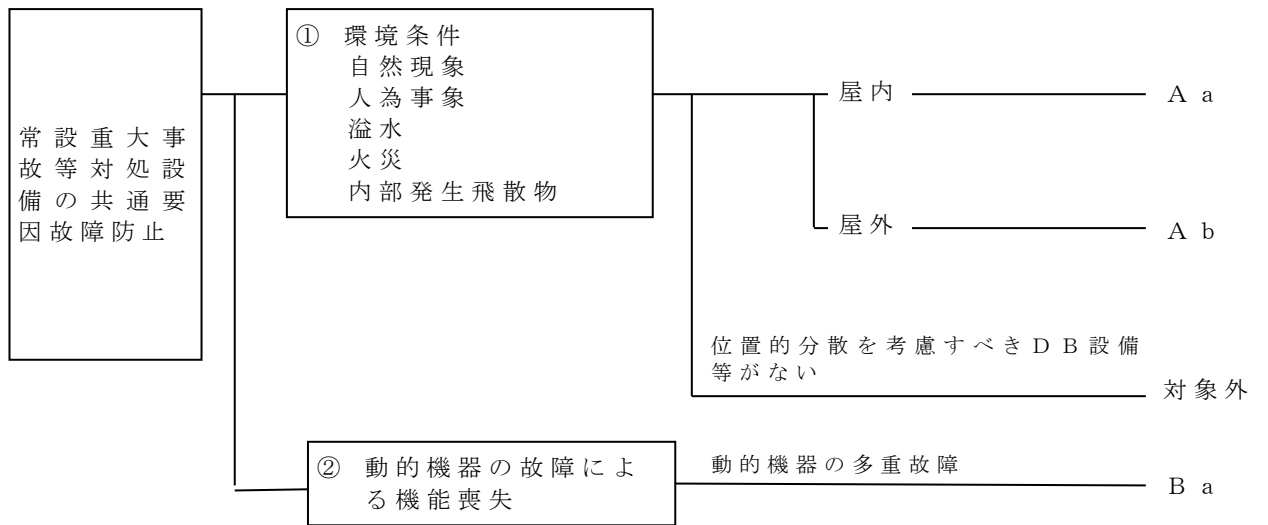 常設重大事
故等対処設
備の共通要
因故障防止
① 環境条件
自然現象
人為事象
溢水
火災
内部発生飛散物
屋内
Ａａ
屋外
Ａｂ
位置的分散を考慮すべきＤＢ設備
等がない
対象外
② 動的機器の故障によ
る機能喪失
動的機器の多重故障
Ｂａ